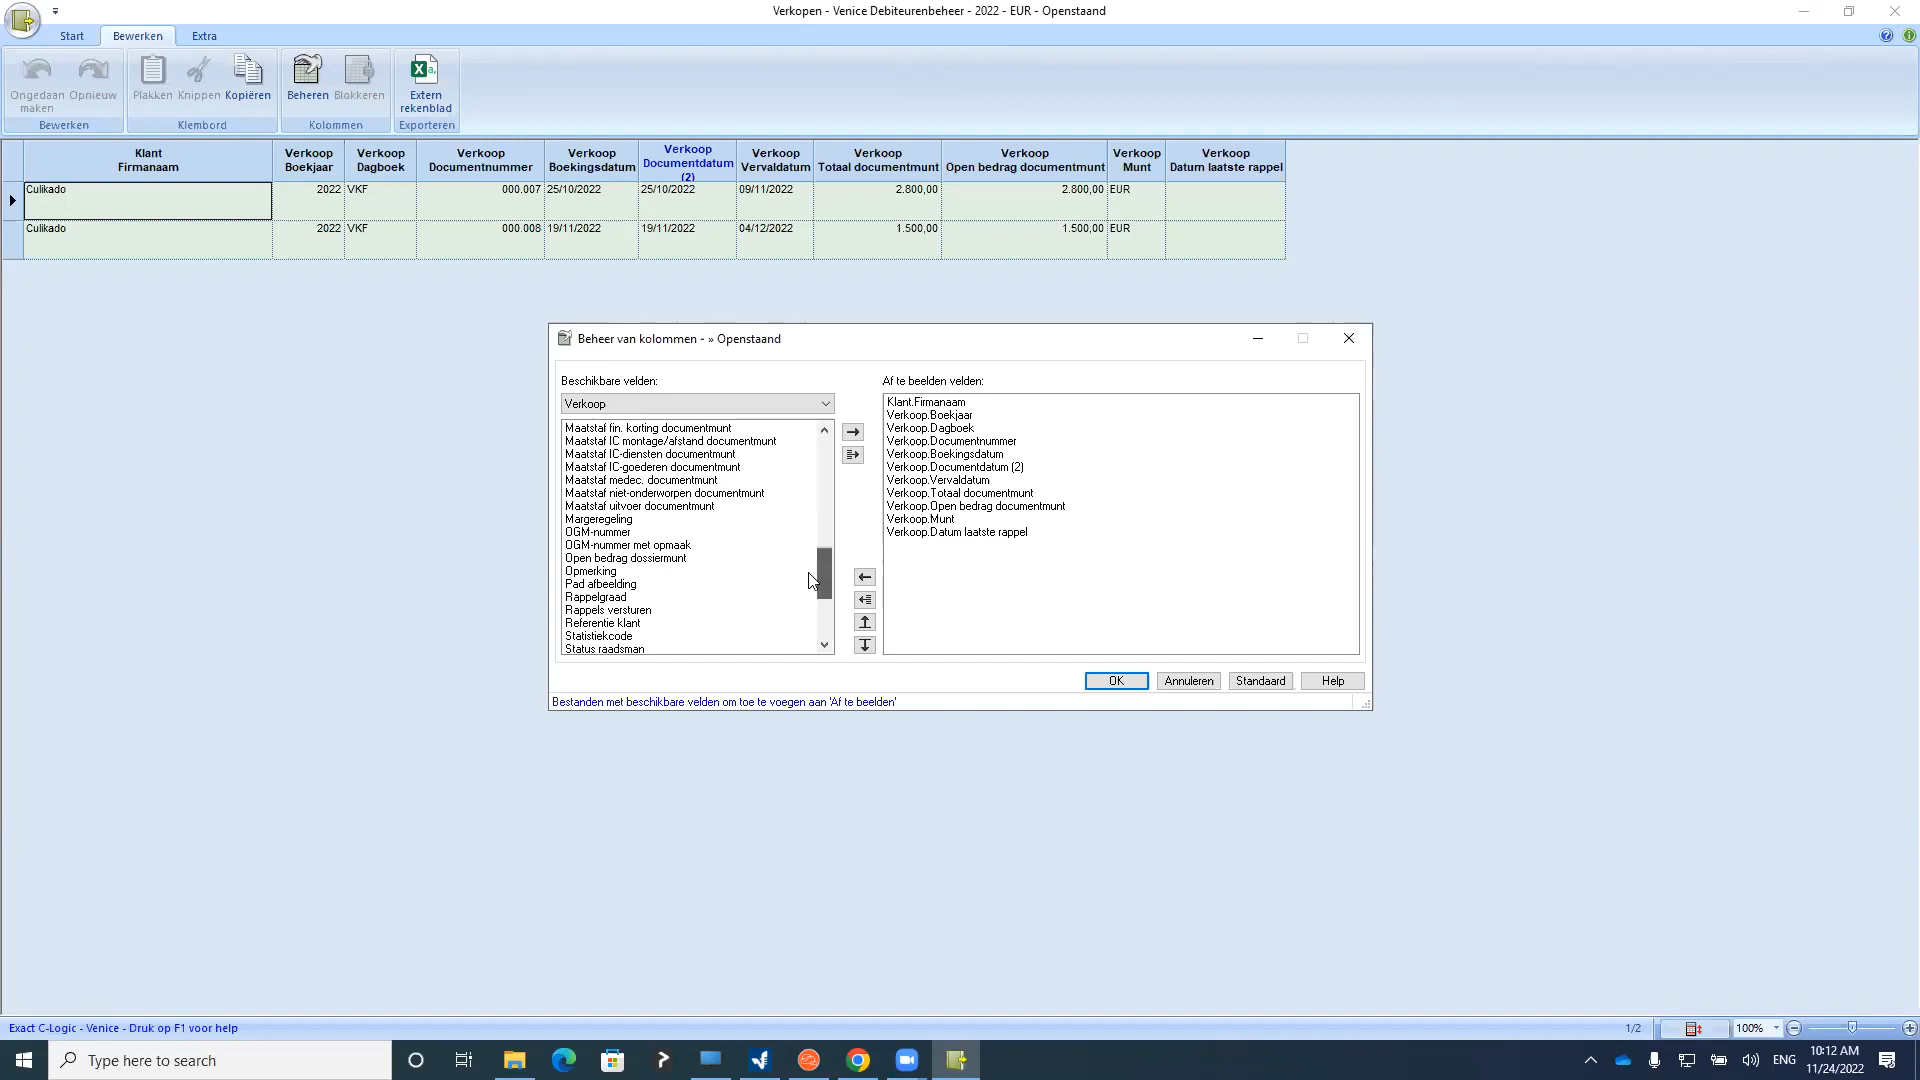 Verkopen - Venice Debiteurenbeheer - 2022 - EUR - Openstaand
Start Bewerken Extra
Ongedaan maken Opnieuw Plakken Knippen Kopiëren Beheren Blokkeren Extern rekenblad
Bewerken Klembord Kolommen Exporteren
Klant Firmanaam Verkoop Boekjaar Verkoop Dagboek Verkoop Documentnummer Verkoop Boekingsdatum Verkoop Documentdatum (2) Verkoop Vervaldatum Verkoop Totaal documentmunt Verkoop Open bedrag documentmunt Verkoop Munt Verkoop Datum laatste rappel
Culikado 2022 VKF 000.007 25/10/2022 25/10/2022 09/11/2022 2.800,00 2.800,00 EUR
Culikado 2022 VKF 000.008 19/11/2022 19/11/2022 04/12/2022 1.500,00 1.500,00 EUR
Beheer van kolommen - » Openstaand
Beschikbare velden:
Verkoop
Maatstaf fin. korting documentmunt
Maatstaf IC montage/afstand documentmunt
Maatstaf IC-diensten documentmunt
Maatstaf IC-goederen documentmunt
Maatstaf medec. documentmunt
Maatstaf niet-onderworpen documentmunt
Maatstaf uitvoer documentmunt
Margeregeling
OGM-nummer
OGM-nummer met opmaak
Open bedrag dossiermunt
Opmerking
Pad afbeelding
Rappelgraad
Rappels versturen
Referentie klant
Statistiekcode
Status raadsman
Af te beelden velden:
Klant.Firmanaam
Verkoop.Boekjaar
Verkoop.Dagboek
Verkoop.Documentnummer
Verkoop.Boekingsdatum
Verkoop.Documentdatum (2)
Verkoop.Vervaldatum
Verkoop.Totaal documentmunt
Verkoop.Open bedrag documentmunt
Verkoop.Munt
Verkoop.Datum laatste rappel
OK Annuleren Standaard Help
Bestanden met beschikbare velden om toe te voegen aan 'Af te beelden'
Exact C-Logic - Venice - Druk op F1 voor help 1/2 100%
Type here to search ENG 10:12 AM
11/24/2022